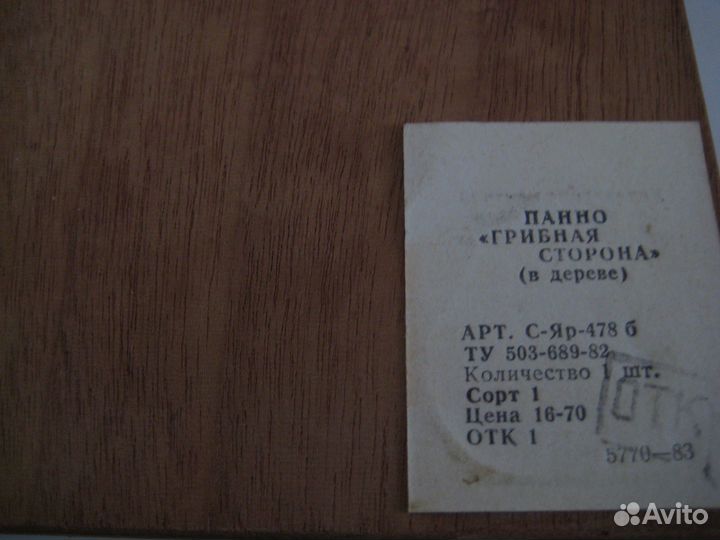 ПАННО
«ГРИБНАЯ
СТОРОНА»
(в дереве)
АРТ. С-Яр-478 б
ТУ 503-689-82
Количество 1 шт.
Сорт 1
Цена 16-70
ОТК 1
ОТК
5770—83
Avito